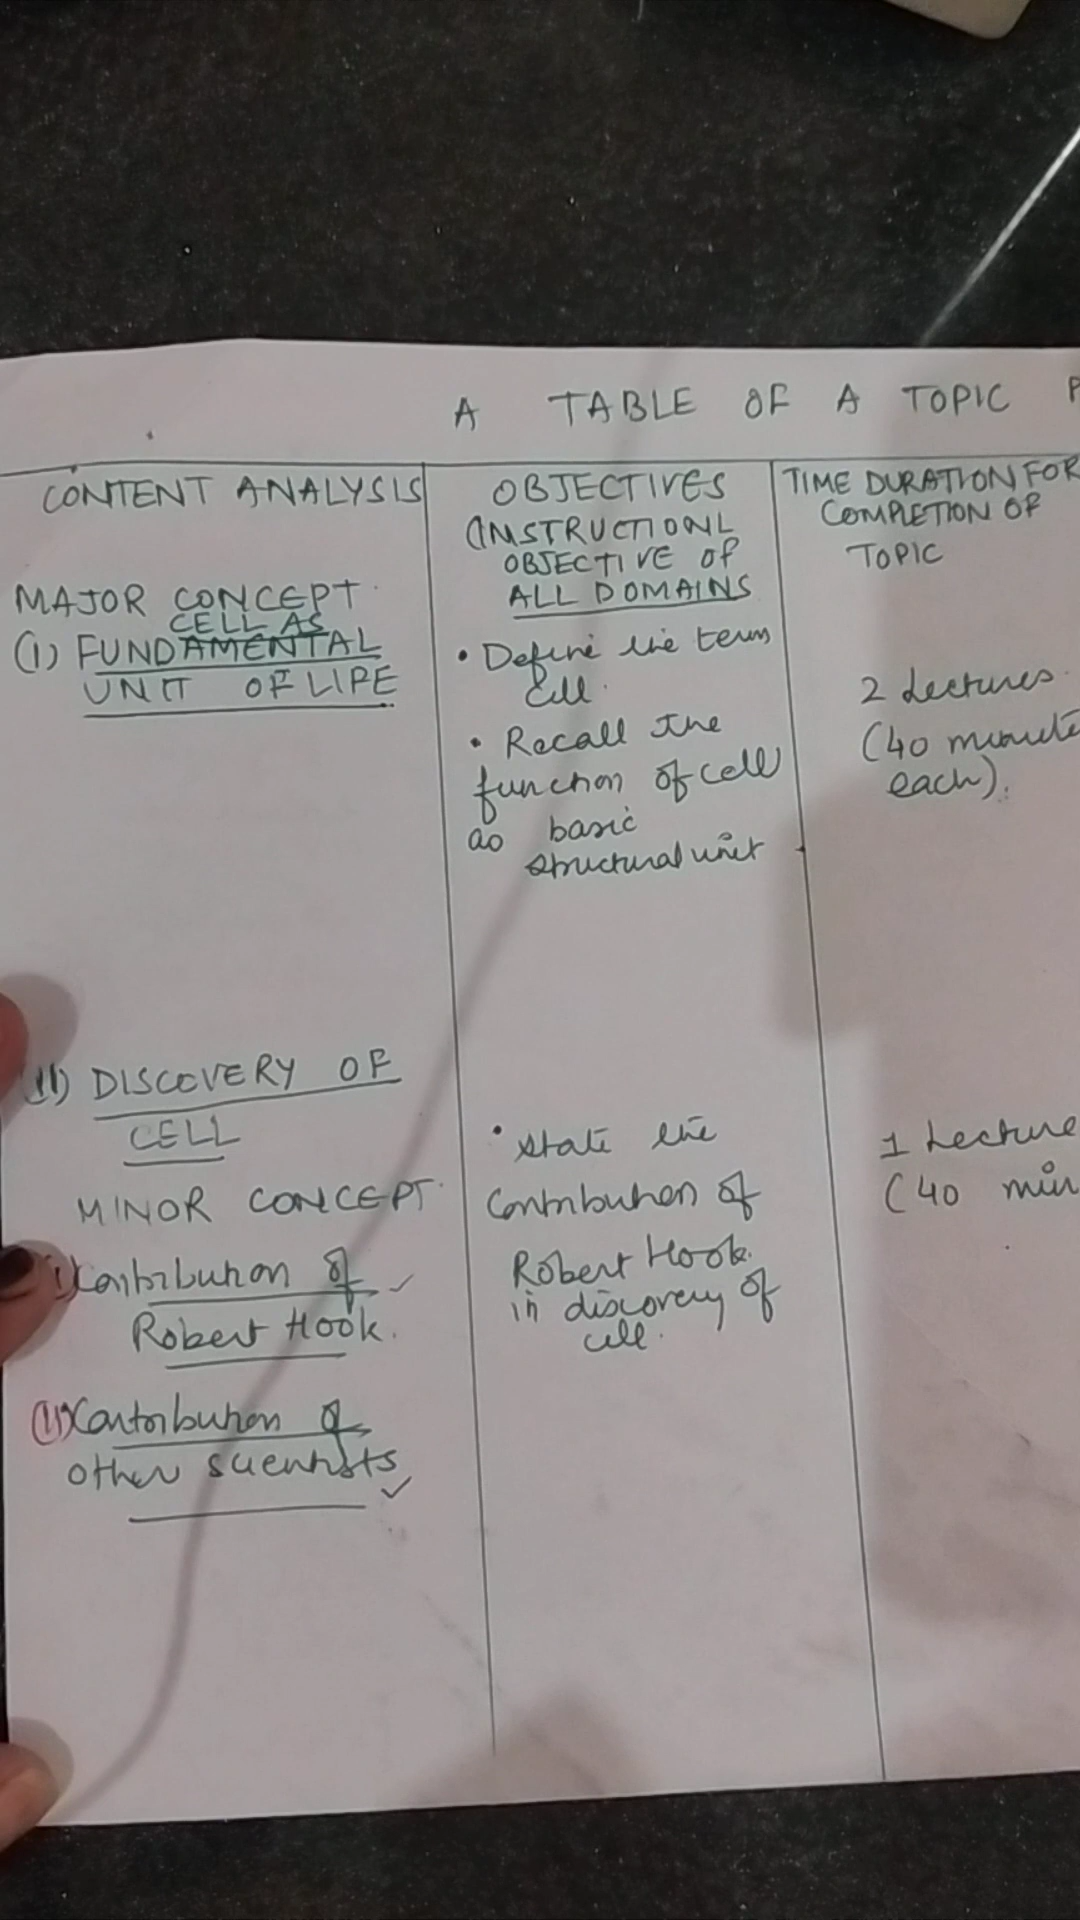 A TABLE OF A TOPIC P
CONTENT ANALYSIS
MAJOR CONCEPT
CELL AS
(I) FUNDAMENTAL
UNIT OF LIFE
(II) DISCOVERY OF
CELL
MINOR CONCEPT
i) Contribution of
Robert Hook.
(II) Contribution of
other scientists
OBJECTIVES
(INSTRUCTIONL
OBJECTIVE OF
ALL DOMAINS
• Define the term
Cell.
• Recall the
function of cell
as basic
structural unit
• State the
Contribution of
Robert Hook.
in discovery of
cell.
TIME DURATION FOR
COMPLETION OF
TOPIC
2 Lectures.
(40 minute
each).
1 Lecture
(40 min